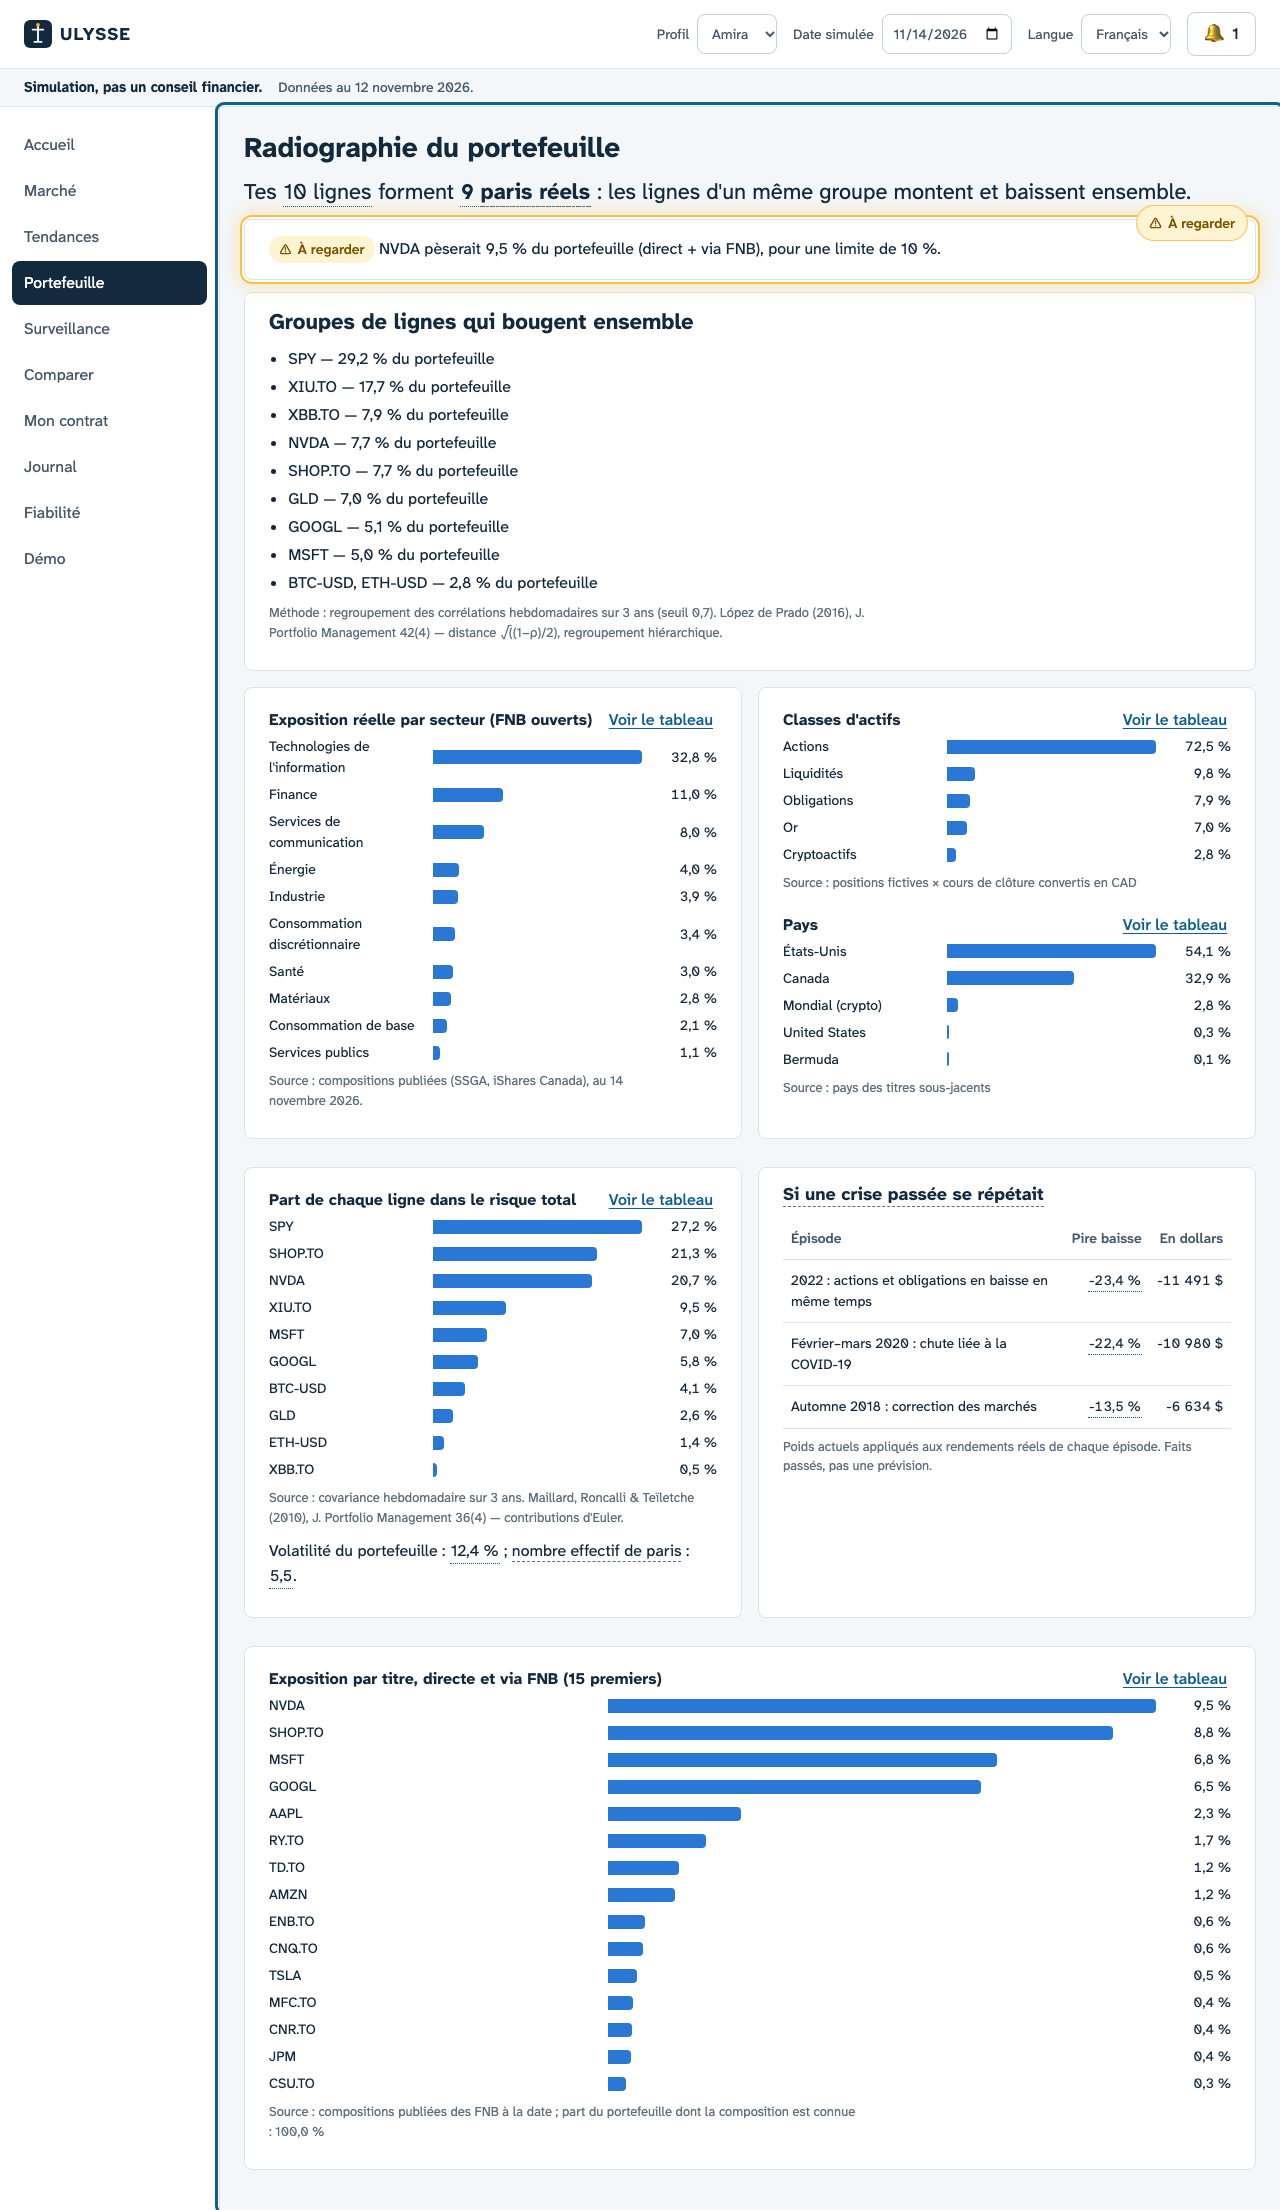 ULYSSE
Profil Amira Date simulée 11/14/2026 Langue Français 1
Simulation, pas un conseil financier. Données au 12 novembre 2026.
Accueil
Marché
Tendances
Portefeuille
Surveillance
Comparer
Mon contrat
Journal
Fiabilité
Démo
Radiographie du portefeuille
Tes 10 lignes forment 9 paris réels : les lignes d'un même groupe montent et baissent ensemble.
⚠ À regarder
⚠ À regarder NVDA pèserait 9,5 % du portefeuille (direct + via FNB), pour une limite de 10 %.
Groupes de lignes qui bougent ensemble
• SPY — 29,2 % du portefeuille
• XIU.TO — 17,7 % du portefeuille
• XBB.TO — 7,9 % du portefeuille
• NVDA — 7,7 % du portefeuille
• SHOP.TO — 7,7 % du portefeuille
• GLD — 7,0 % du portefeuille
• GOOGL — 5,1 % du portefeuille
• MSFT — 5,0 % du portefeuille
• BTC-USD, ETH-USD — 2,8 % du portefeuille
Méthode : regroupement des corrélations hebdomadaires sur 3 ans (seuil 0,7). López de Prado (2016), J.
Portfolio Management 42(4) — distance √((1−ρ)/2), regroupement hiérarchique.
Exposition réelle par secteur (FNB ouverts) Voir le tableau
Technologies de
l'information 32,8 %
Finance 11,0 %
Services de
communication 8,0 %
Énergie 4,0 %
Industrie 3,9 %
Consommation
discrétionnaire 3,4 %
Santé 3,0 %
Matériaux 2,8 %
Consommation de base 2,1 %
Services publics 1,1 %
Source : compositions publiées (SSGA, iShares Canada), au 14
novembre 2026.
Classes d'actifs Voir le tableau
Actions 72,5 %
Liquidités 9,8 %
Obligations 7,9 %
Or 7,0 %
Cryptoactifs 2,8 %
Source : positions fictives × cours de clôture convertis en CAD
Pays Voir le tableau
États-Unis 54,1 %
Canada 32,9 %
Mondial (crypto) 2,8 %
United States 0,3 %
Bermuda 0,1 %
Source : pays des titres sous-jacents
Part de chaque ligne dans le risque total Voir le tableau
SPY 27,2 %
SHOP.TO 21,3 %
NVDA 20,7 %
XIU.TO 9,5 %
MSFT 7,0 %
GOOGL 5,8 %
BTC-USD 4,1 %
GLD 2,6 %
ETH-USD 1,4 %
XBB.TO 0,5 %
Source : covariance hebdomadaire sur 3 ans. Maillard, Roncalli & Teïletche
(2010), J. Portfolio Management 36(4) — contributions d'Euler.
Volatilité du portefeuille : 12,4 % ; nombre effectif de paris :
5,5.
Si une crise passée se répétait
Épisode Pire baisse En dollars
2022 : actions et obligations en baisse en
même temps -23,4 % -11 491 $
Février–mars 2020 : chute liée à la
COVID-19 -22,4 % -10 980 $
Automne 2018 : correction des marchés -13,5 % -6 634 $
Poids actuels appliqués aux rendements réels de chaque épisode. Faits
passés, pas une prévision.
Exposition par titre, directe et via FNB (15 premiers) Voir le tableau
NVDA 9,5 %
SHOP.TO 8,8 %
MSFT 6,8 %
GOOGL 6,5 %
AAPL 2,3 %
RY.TO 1,7 %
TD.TO 1,2 %
AMZN 1,2 %
ENB.TO 0,6 %
CNQ.TO 0,6 %
TSLA 0,5 %
MFC.TO 0,4 %
CNR.TO 0,4 %
JPM 0,4 %
CSU.TO 0,3 %
Source : compositions publiées des FNB à la date ; part du portefeuille dont la composition est connue
: 100,0 %